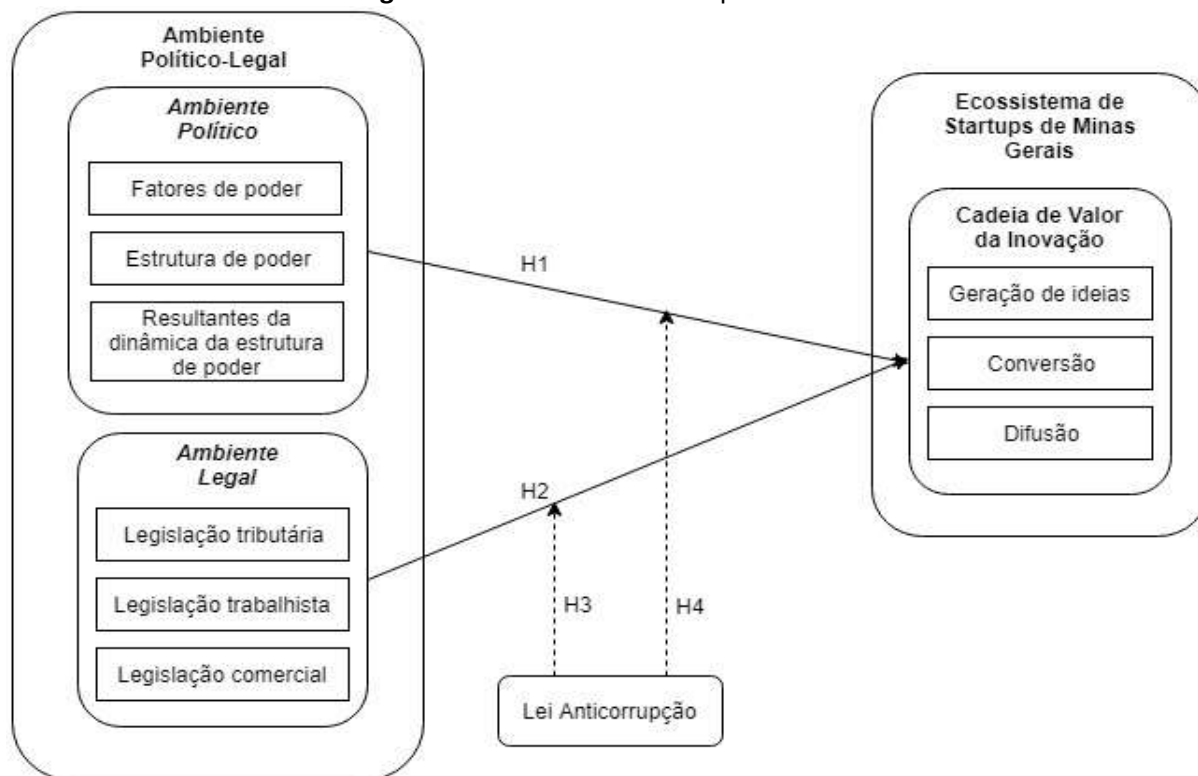 Ambiente
Político-Legal
Ambiente
Político
Fatores de poder
Estrutura de poder
Resultantes da
dinâmica da estrutura
de poder
Ambiente
Legal
Legislação tributária
Legislação trabalhista
Legislação comercial
H1
H2
H3
H4
Lei Anticorrupção
Ecossistema de
Startups de Minas
Gerais
Cadeia de Valor
da Inovação
Geração de ideias
Conversão
Difusão